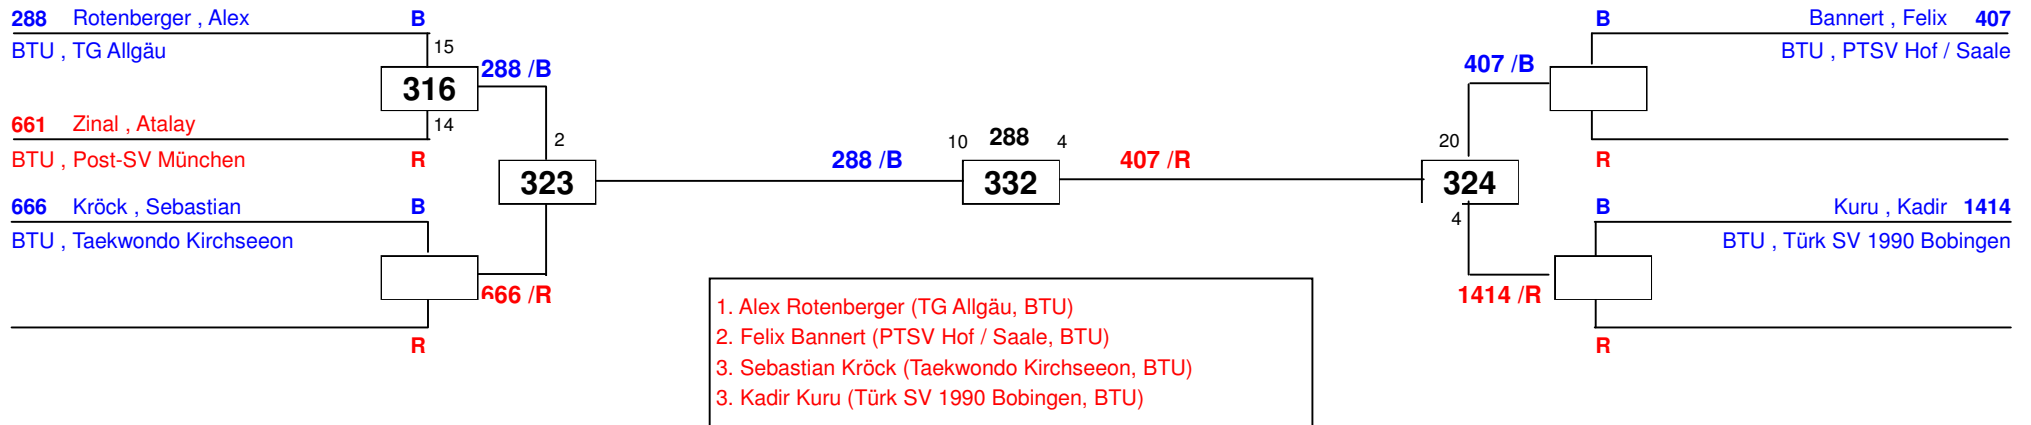 288 Rotenberger , Alex B
BTU , TG Allgäu
15
316
288 /B
661 Zinal , Atalay
14
BTU , Post-SV München R
2
323
666 Kröck , Sebastian B
BTU , Taekwondo Kirchseeon
666 /R
R
288 /B
10 288 4
332
407 /R
B Bannert , Felix 407
BTU , PTSV Hof / Saale
407 /B
R
20
324
4
B Kuru , Kadir 1414
BTU , Türk SV 1990 Bobingen
1414 /R
R
1. Alex Rotenberger (TG Allgäu, BTU)
2. Felix Bannert (PTSV Hof / Saale, BTU)
3. Sebastian Kröck (Taekwondo Kirchseeon, BTU)
3. Kadir Kuru (Türk SV 1990 Bobingen, BTU)